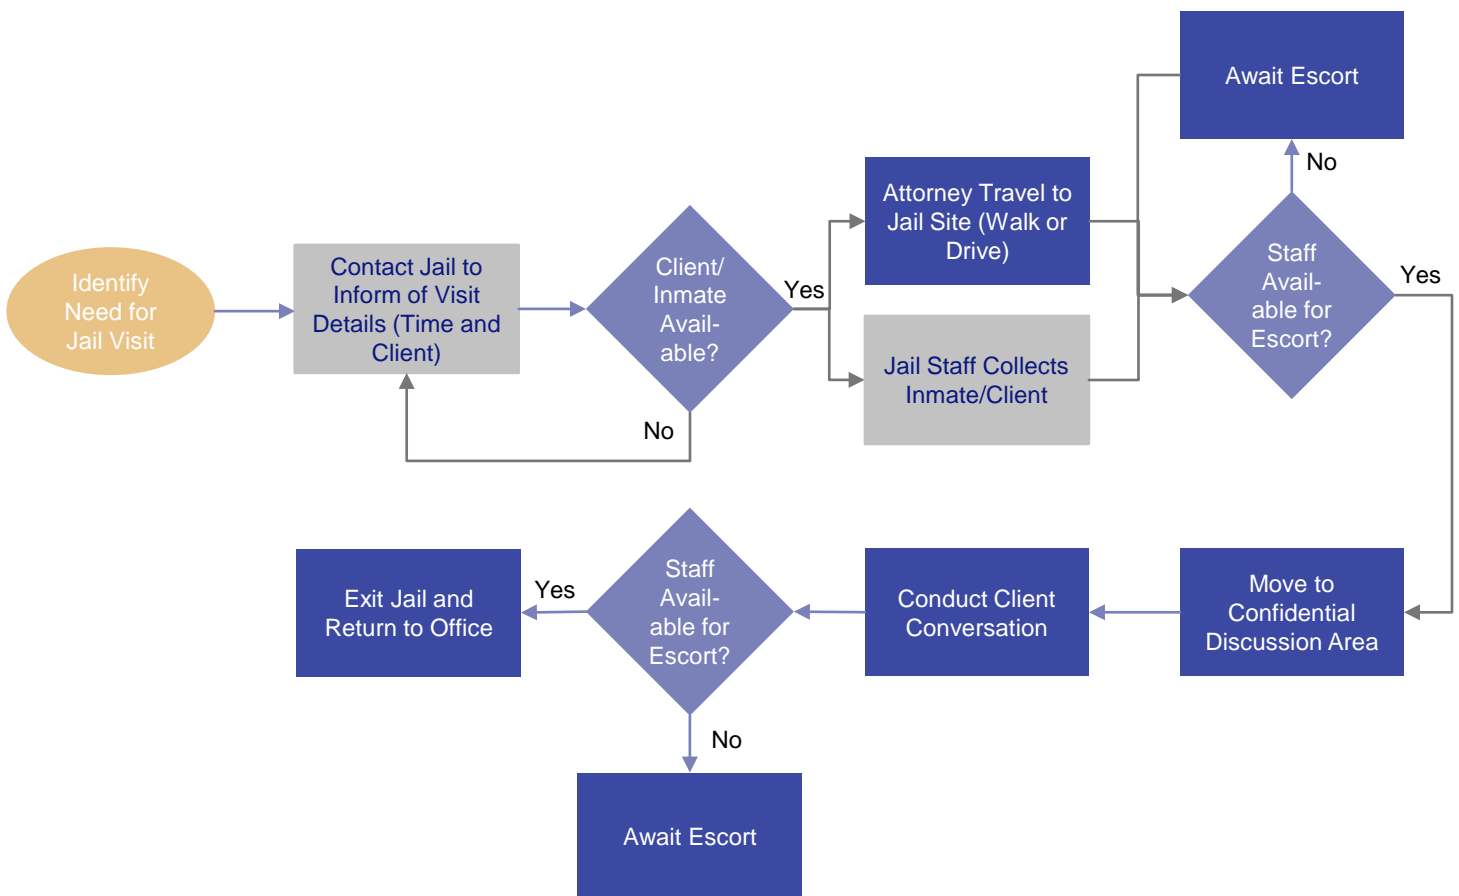 Identify
Need for
Jail Visit
Contact Jail to
Inform of Visit
Details (Time and
Client)
Client/
Inmate
Avail-
able?
Yes
No
Attorney Travel to
Jail Site (Walk or
Drive)
Jail Staff Collects
Inmate/Client
Await Escort
No
Staff
Avail-
able for
Escort?
Yes
Move to
Confidential
Discussion Area
Conduct Client
Conversation
Staff
Avail-
able for
Escort?
Yes
Exit Jail and
Return to Office
No
Await Escort